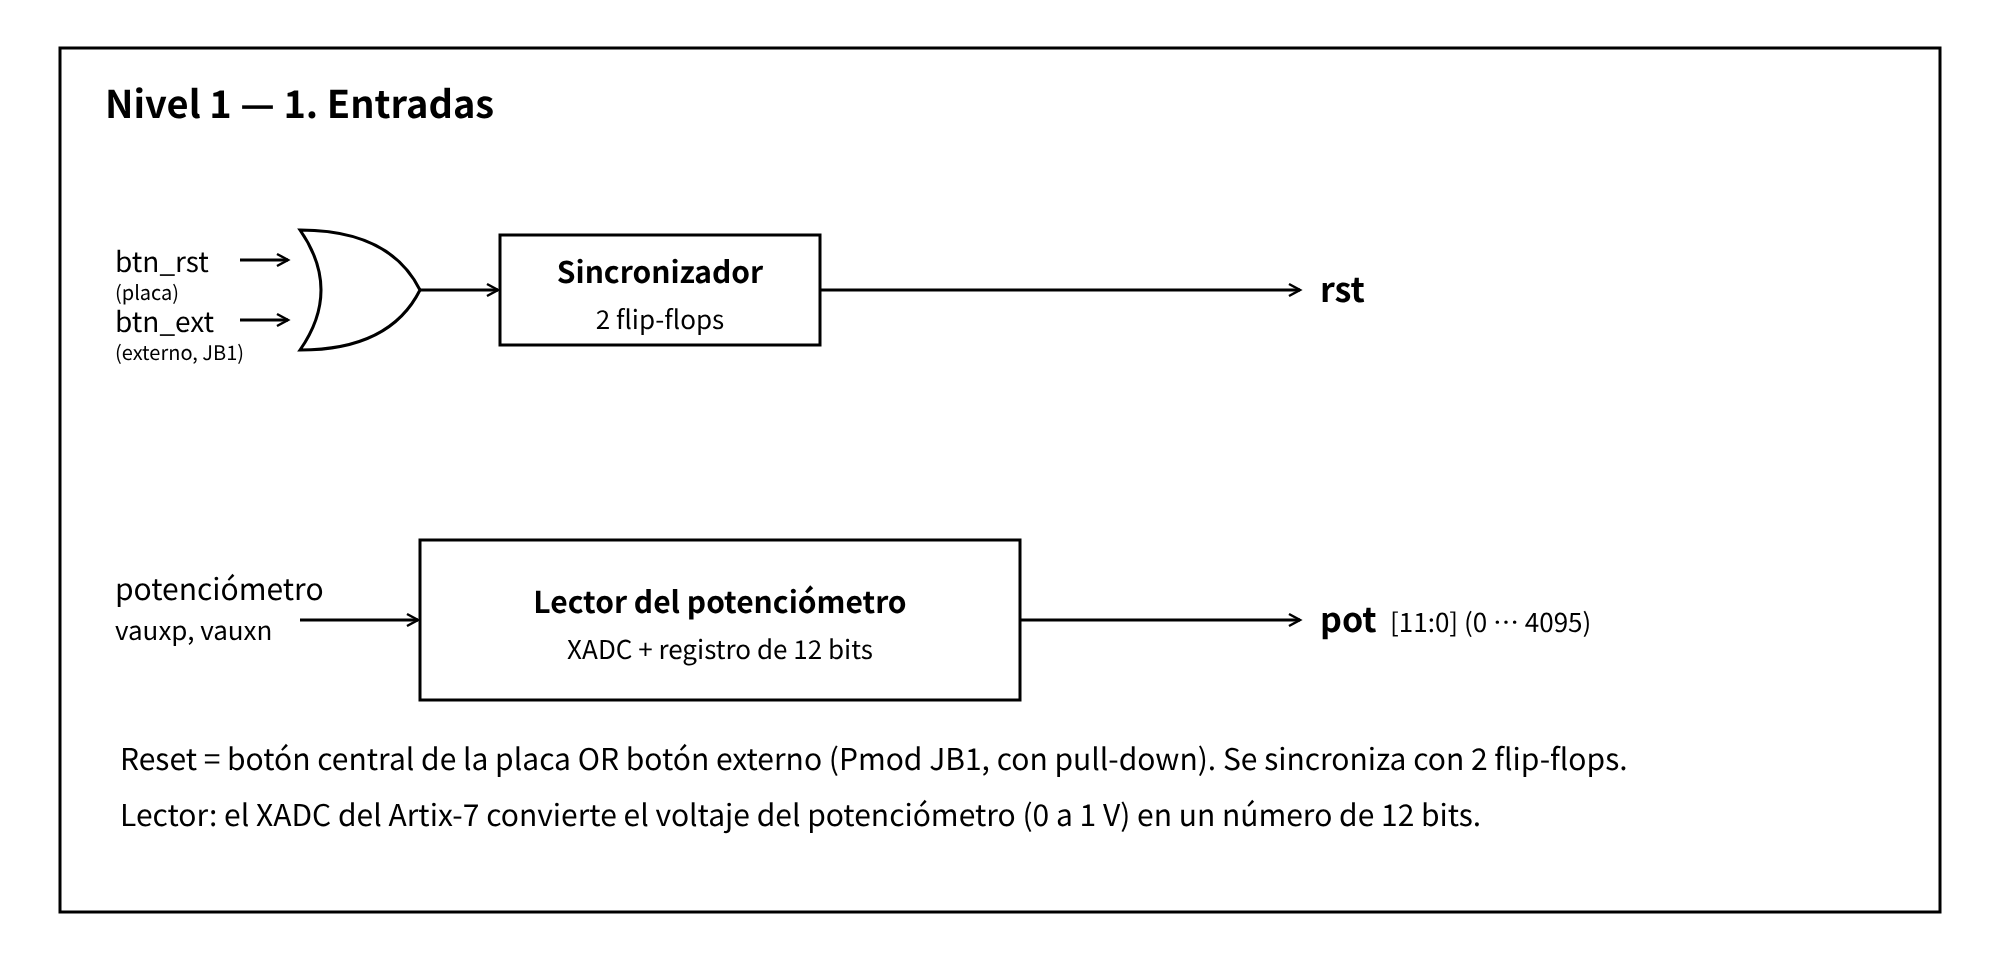 Nivel 1 — 1. Entradas
btn_rst
(placa)
btn_ext
(externo, JB1)
Sincronizador
2 flip-flops
rst
potenciómetro
vauxp, vauxn
Lector del potenciómetro
XADC + registro de 12 bits
pot [11:0] (0 ··· 4095)
Reset = botón central de la placa OR botón externo (Pmod JB1, con pull-down). Se sincroniza con 2 flip-flops.
Lector: el XADC del Artix-7 convierte el voltaje del potenciómetro (0 a 1 V) en un número de 12 bits.